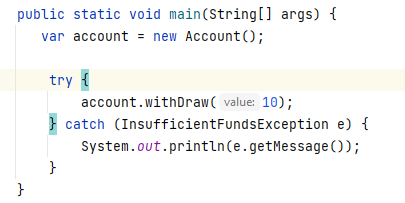 public static void main(String[] args) {
    var account = new Account();

    try {
        account.withDraw( value: 10);
    } catch (InsufficientFundsException e) {
        System.out.println(e.getMessage());
    }
}